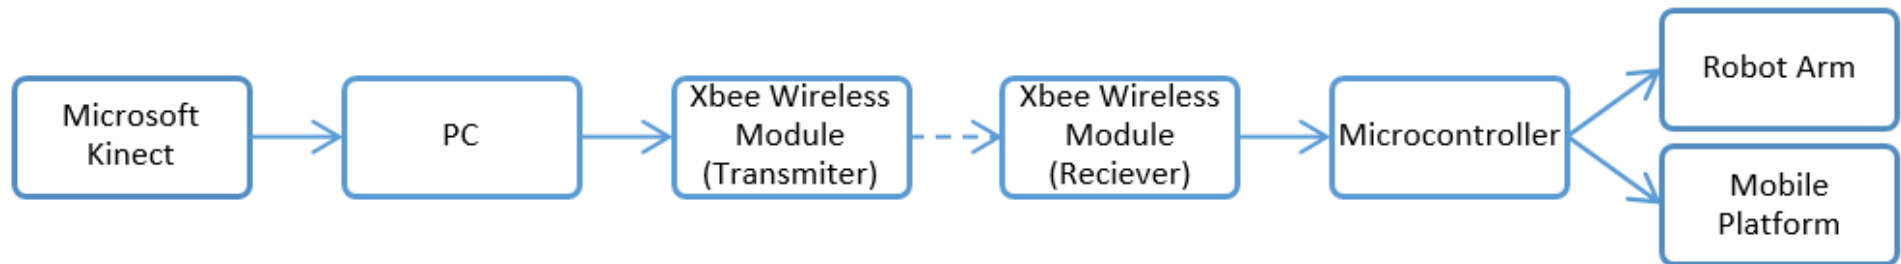 Microsoft
Kinect
PC
Xbee Wireless
Module
(Transmiter)
Xbee Wireless
Module
(Reciever)
Microcontroller
Robot Arm
Mobile
Platform